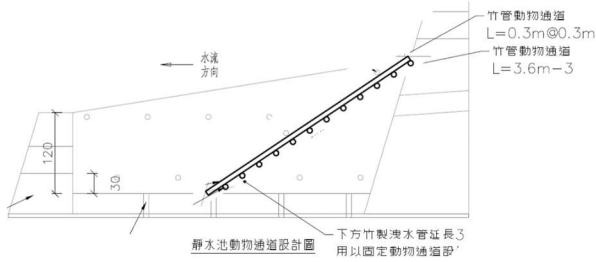 竹管動物通道
L=0.3m@0.3m
竹管動物通道
L=3.6m-3
水流
方向
120
30
下方竹製洩水管延長3
用以固定動物通道設
靜水池動物通道設計圖